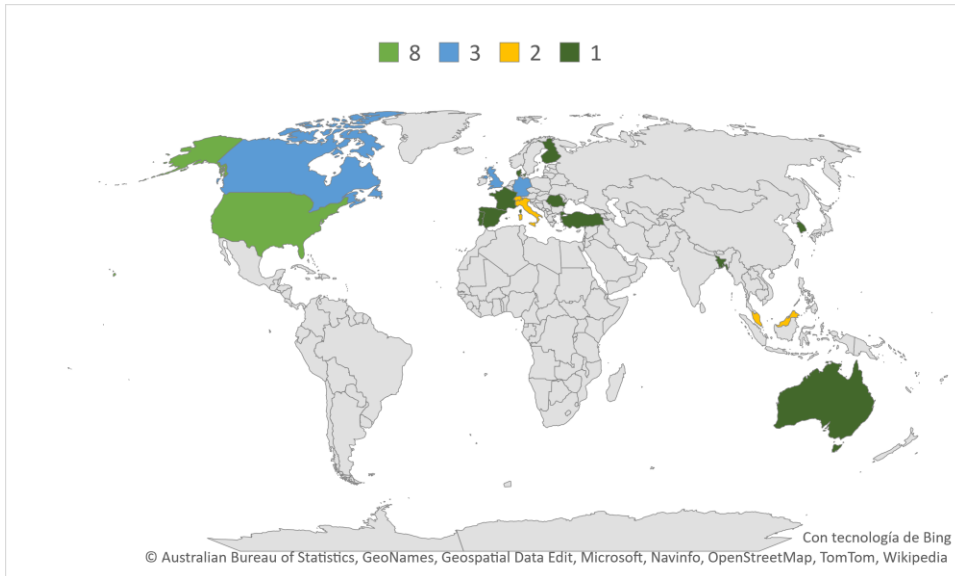 8 3 2 1
Con tecnología de Bing
© Australian Bureau of Statistics, GeoNames, Geospatial Data Edit, Microsoft, Navinfo, OpenStreetMap, TomTom, Wikipedia